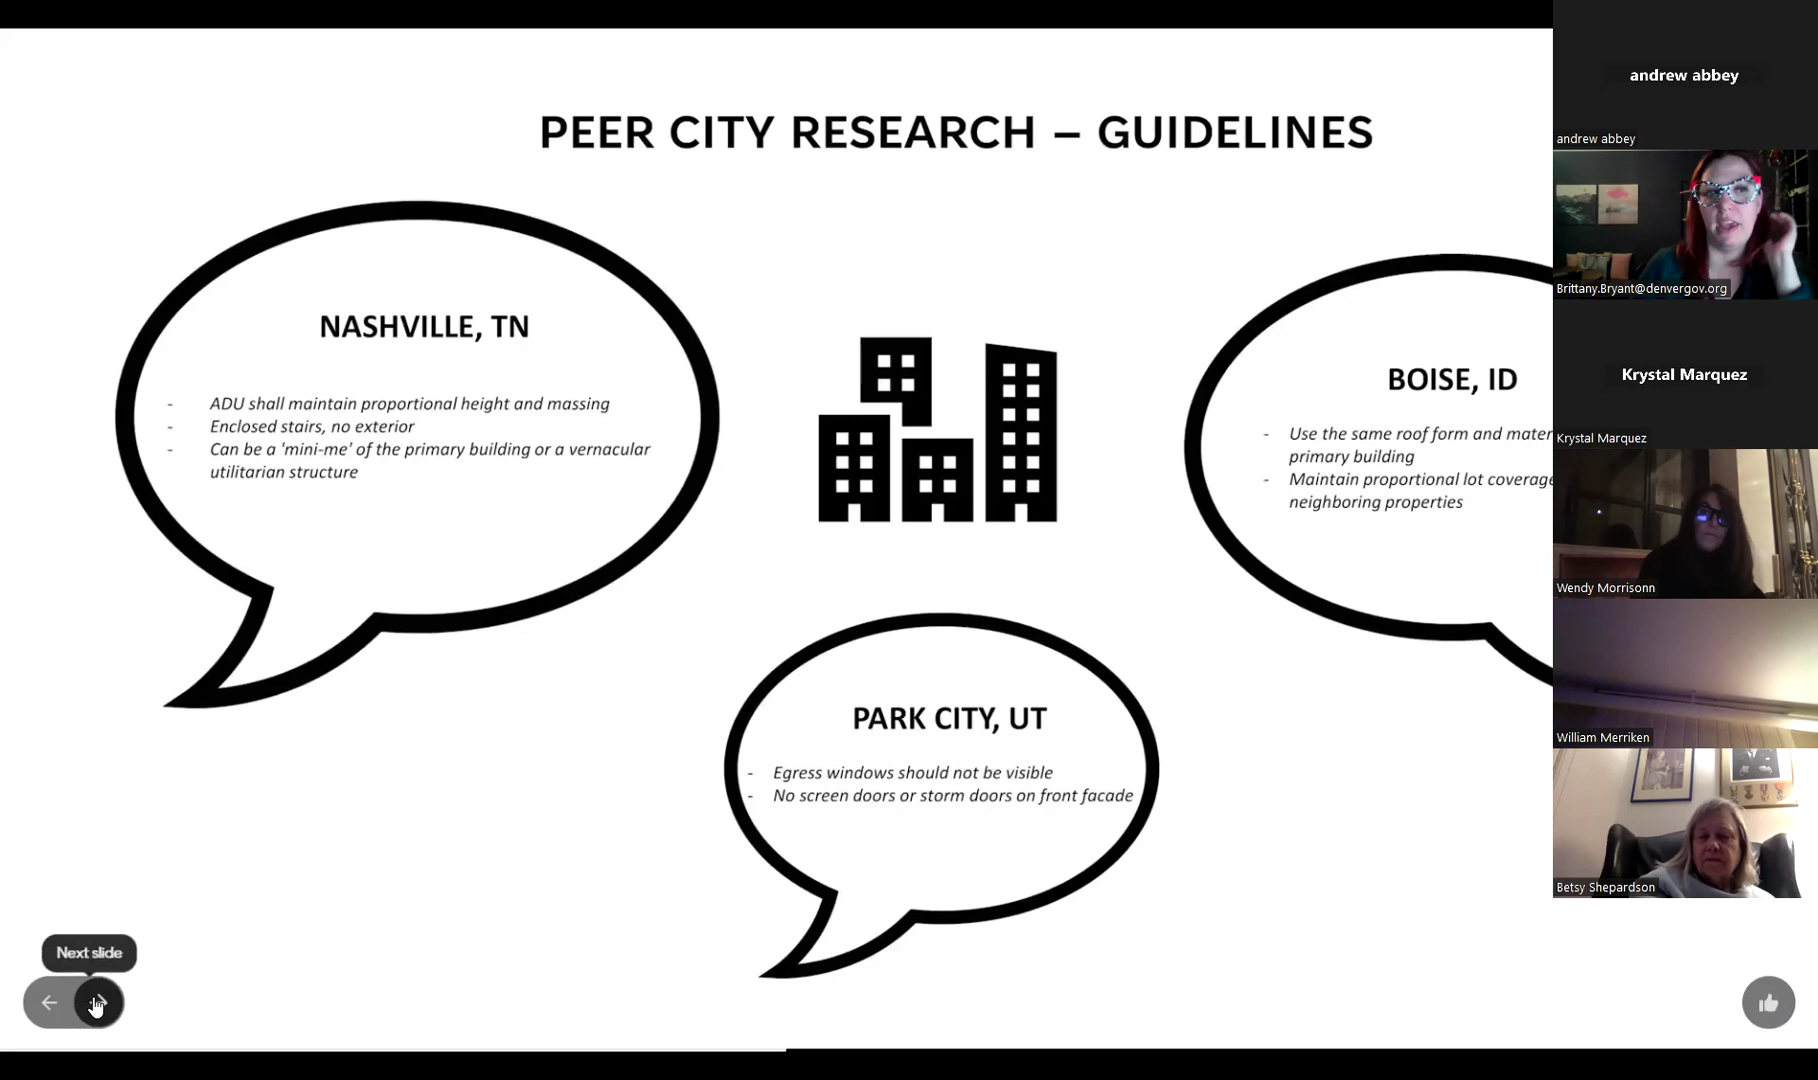 PEER CITY RESEARCH – GUIDELINES
NASHVILLE, TN
- ADU shall maintain proportional height and massing
- Enclosed stairs, no exterior
- Can be a 'mini-me' of the primary building or a vernacular
utilitarian structure
BOISE, ID
- Use the same roof form and mater
primary building
- Maintain proportional lot coverage
neighboring properties
PARK CITY, UT
- Egress windows should not be visible
- No screen doors or storm doors on front facade
Next slide
andrew abbey
andrew abbey
Brittany.Bryant@denvergov.org
Krystal Marquez
Krystal Marquez
Wendy Morrisonn
William Merriken
Betsy Shepardson